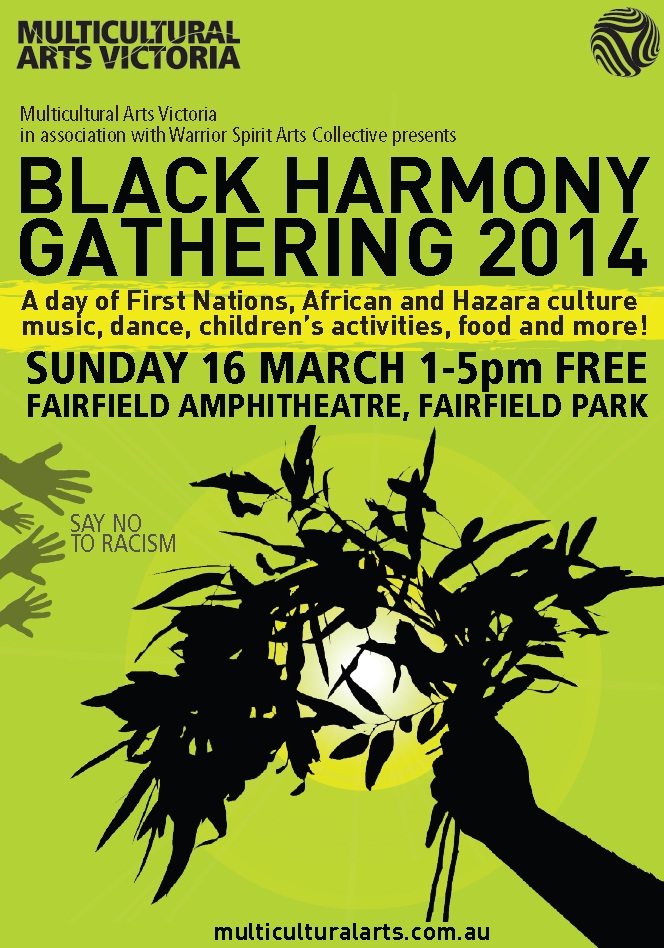 MULTICULTURAL
ARTS VICTORIA
Multicultural Arts Victoria
in association with Warrior Spirit Arts Collective presents
BLACK HARMONY
GATHERING 2014
A day of First Nations, African and Hazara culture
music, dance, children's activities, food and more!
SUNDAY 16 MARCH 1-5pm FREE
FAIRFIELD AMPHITHEATRE, FAIRFIELD PARK
SAY NO
TO RACISM
multiculturalarts.com.au